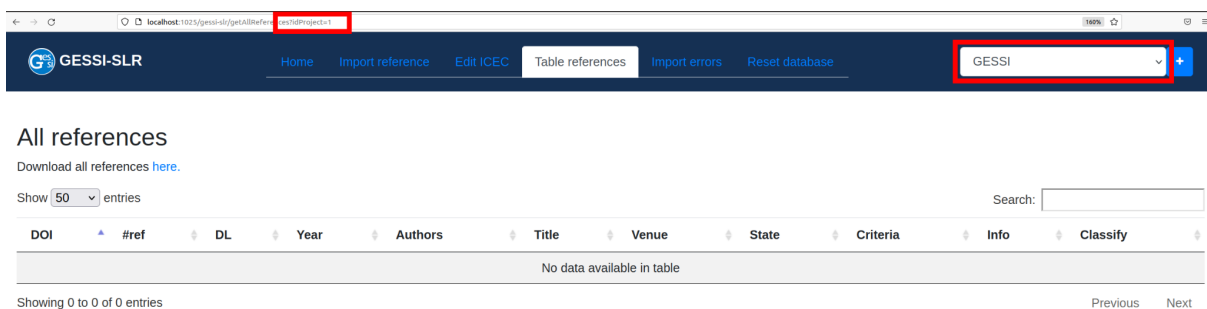 localhost:1025/gessi-slr/getAllReferences?idProject=1
160%
GESSI-SLR
Home Import reference Edit ICEC Table references Import errors Reset database GESSI +
All references
Download all references here.
Show 50 entries Search:
DOI #ref DL Year Authors Title Venue State Criteria Info Classify
No data available in table
Showing 0 to 0 of 0 entries Previous Next